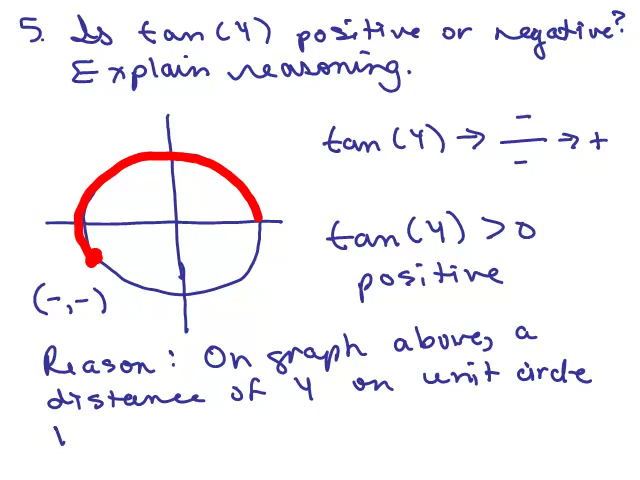 5. Is tan(4) positive or negative?
Explain reasoning.
tan(4) → − / − → +
tan(4) > 0
positive
(-,-)
Reason: On graph above, a
distance of 4 on unit circle